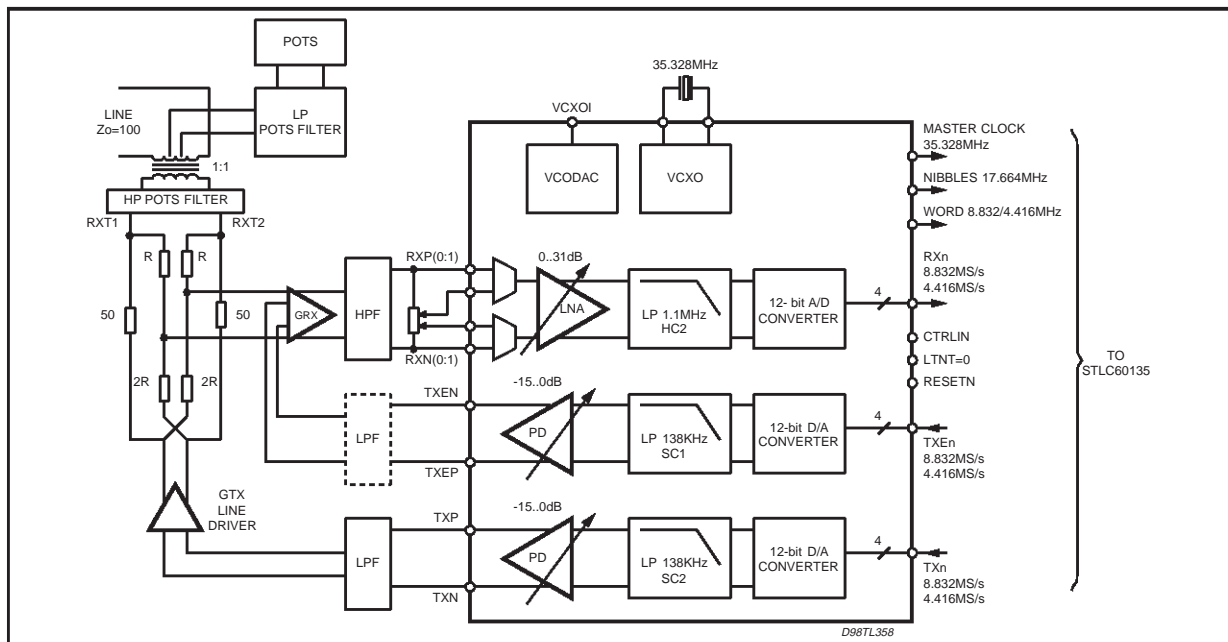 POTS
LP
POTS FILTER
LINE
Zo=100
1:1
HP POTS FILTER
RXT1
RXT2
R
R
50
50
2R
2R
GTX
LINE
DRIVER
GRX
HPF
LPF
LPF
35.328MHz
VCXOI
VCODAC
VCXO
RXP(0:1)
RXN(0:1)
0..31dB
LNA
LP 1.1MHz
HC2
12- bit A/D
CONVERTER
4
TXEN
TXEP
-15..0dB
PD
LP 138KHz
SC1
12-bit D/A
CONVERTER
4
TXP
TXN
-15..0dB
PD
LP 138KHz
SC2
12-bit D/A
CONVERTER
4
MASTER CLOCK
35.328MHz
NIBBLES 17.664MHz
WORD 8.832/4.416MHz
RXn
8.832MS/s
4.416MS/s
CTRLIN
LTNT=0
RESETN
TXEn
8.832MS/s
4.416MS/s
TXn
8.832MS/s
4.416MS/s
TO
STLC60135
D98TL358